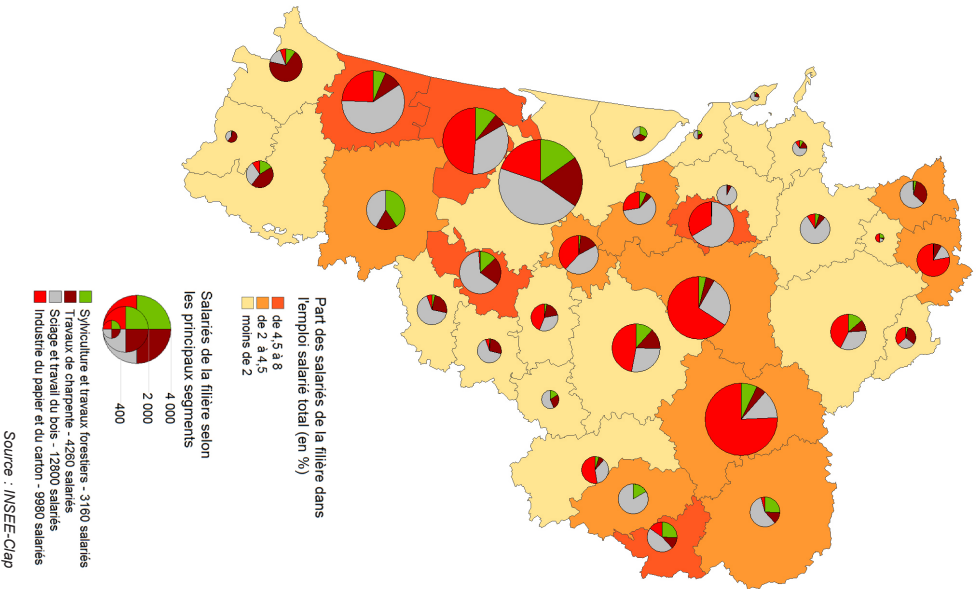 Part des salariés de la filière dans
l'emploi salarié total (en %)
de 4,5 à 8
de 2 à 4,5
moins de 2
Salariés de la filière selon
les principaux segments
4 000
2 000
400
Sylviculture et travaux forestiers - 3160 salariés
Travaux de charpente - 4260 salariés
Sciage et travail du bois - 12800 salariés
Industrie du papier et du carton - 9980 salariés
Source : INSEE-Clap